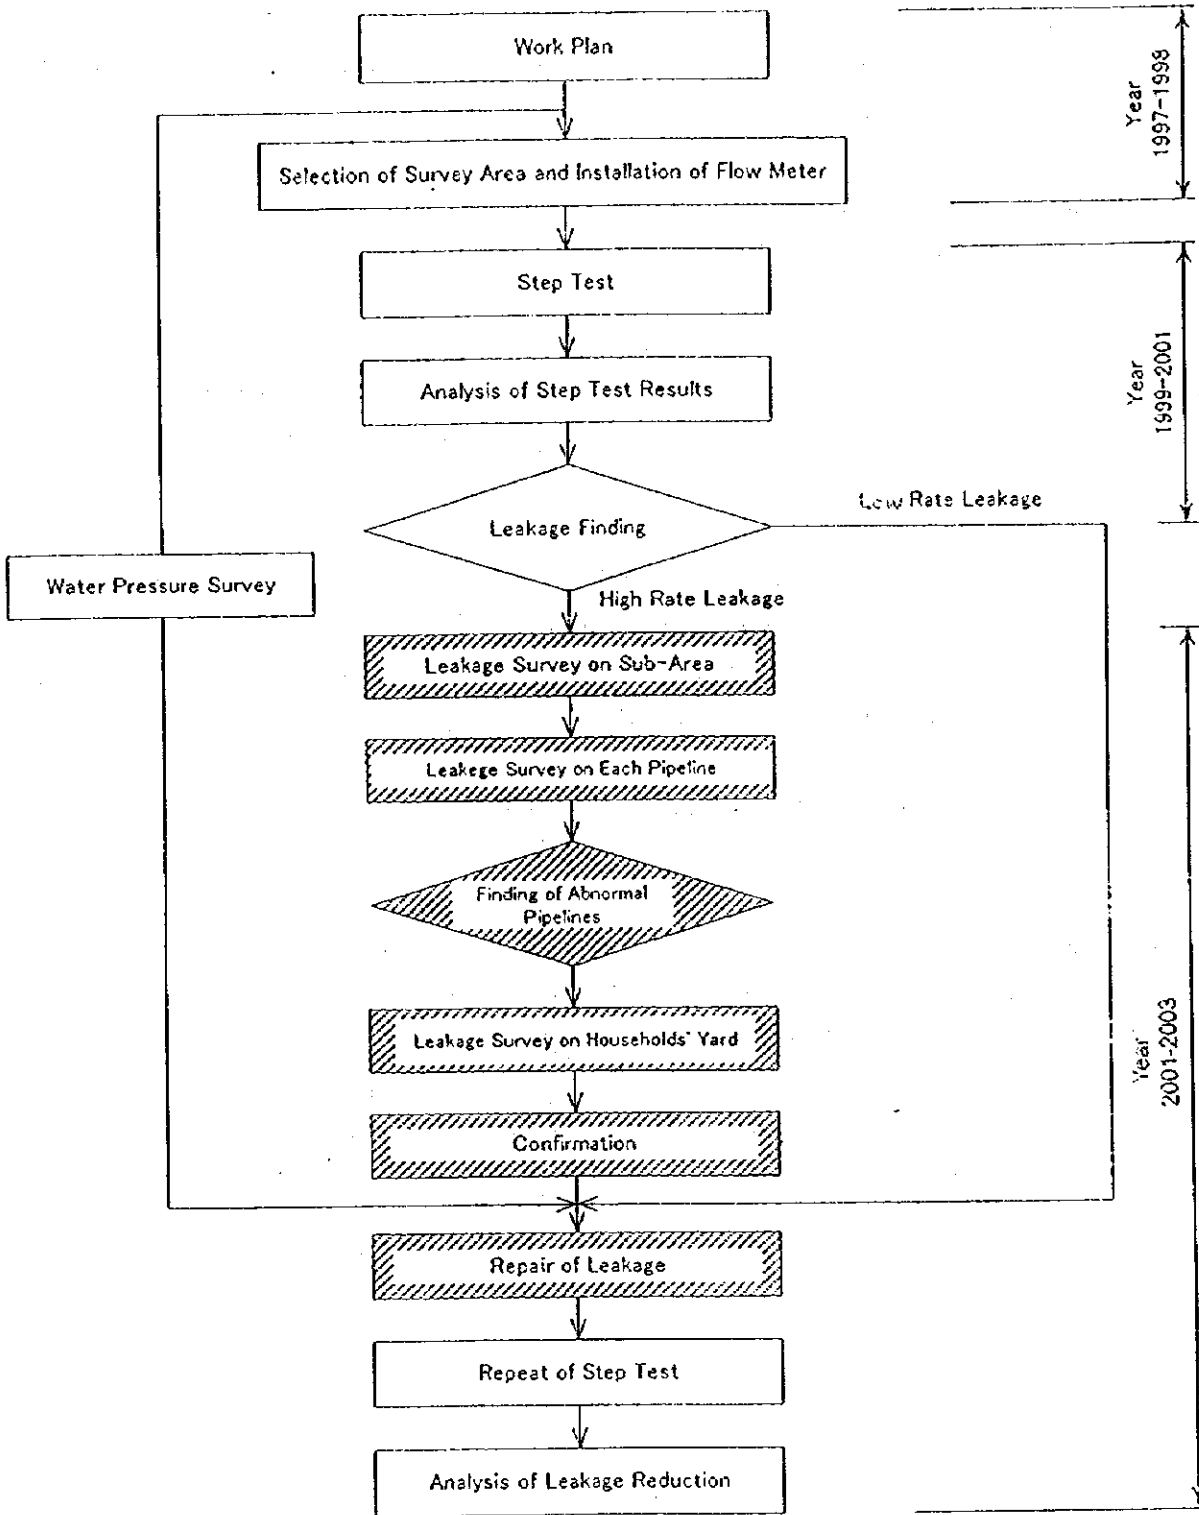 Work Plan
Year
1997-1998
Selection of Survey Area and Installation of Flow Meter
Step Test
Analysis of Step Test Results
Year
1999-2001
Leakage Finding
Low Rate Leakage
Water Pressure Survey
High Rate Leakage
Leakage Survey on Sub-Area
Leakege Survey on Each Pipeline
Finding of Abnormal
Pipelines
Leakage Survey on Households' Yard
Year
2001-2003
Confirmation
Repair of Leakage
Repeat of Step Test
Analysis of Leakage Reduction